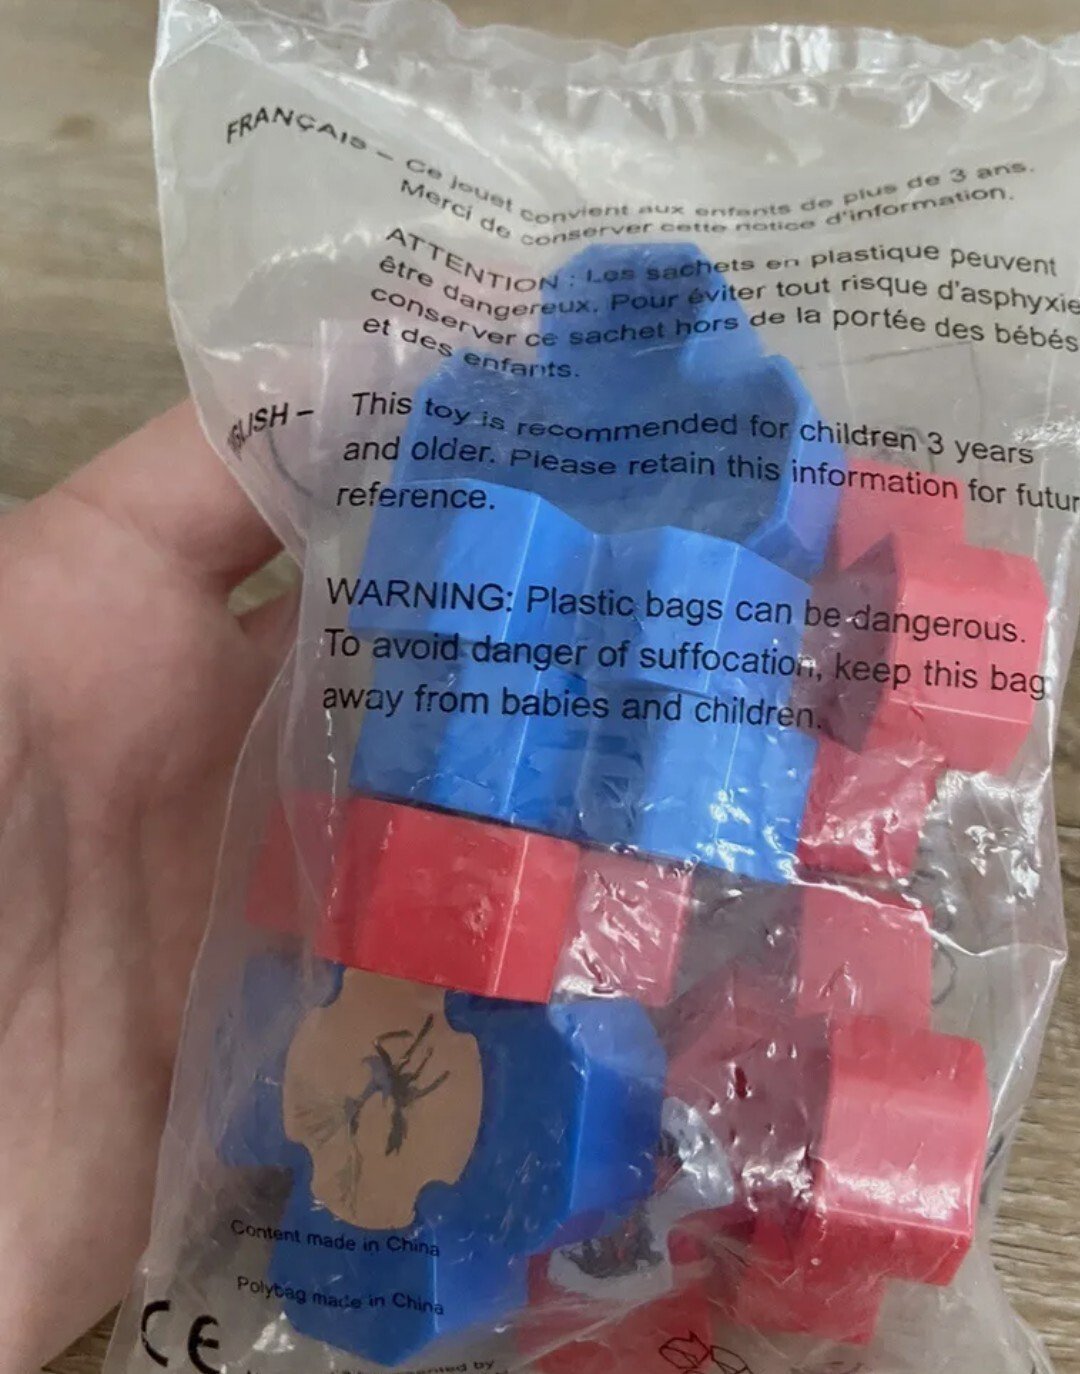 FRANÇAIS – Ce jouet convient aux enfants de plus de 3 ans.
Merci de conserver cette notice d'information.
ATTENTION : Les sachets en plastique peuvent
être dangereux. Pour éviter tout risque d'asphyxie
conserver ce sachet hors de la portée des bébés
et des enfants.
GLISH – This toy is recommended for children 3 years
and older. Please retain this information for futur
reference.
WARNING: Plastic bags can be dangerous.
To avoid danger of suffocation, keep this bag
away from babies and children.
Content made in China
Polybag made in China
CE
by